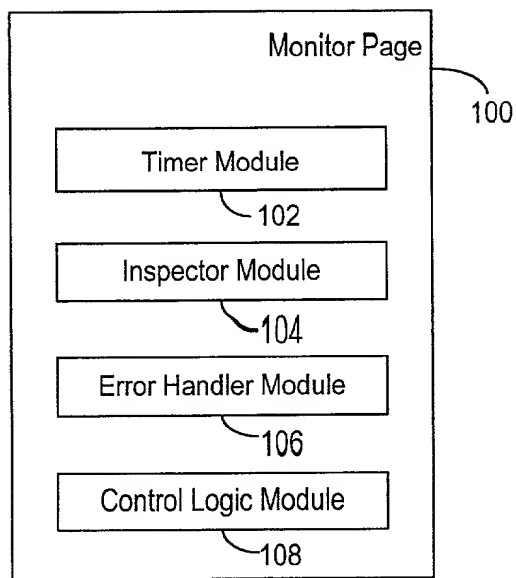 Monitor Page
100
Timer Module
102
Inspector Module
104
Error Handler Module
106
Control Logic Module
108